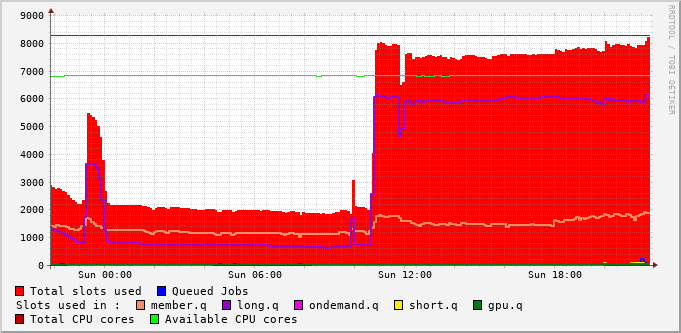 9000
8000
7000
6000
5000
4000
3000
2000
1000
0
Sun 00:00 Sun 06:00 Sun 12:00 Sun 18:00
RRDTOOL / TOBI OETIKER
Total slots used Queued Jobs
Slots used in : member.q long.q ondemand.q short.q gpu.q
Total CPU cores Available CPU cores